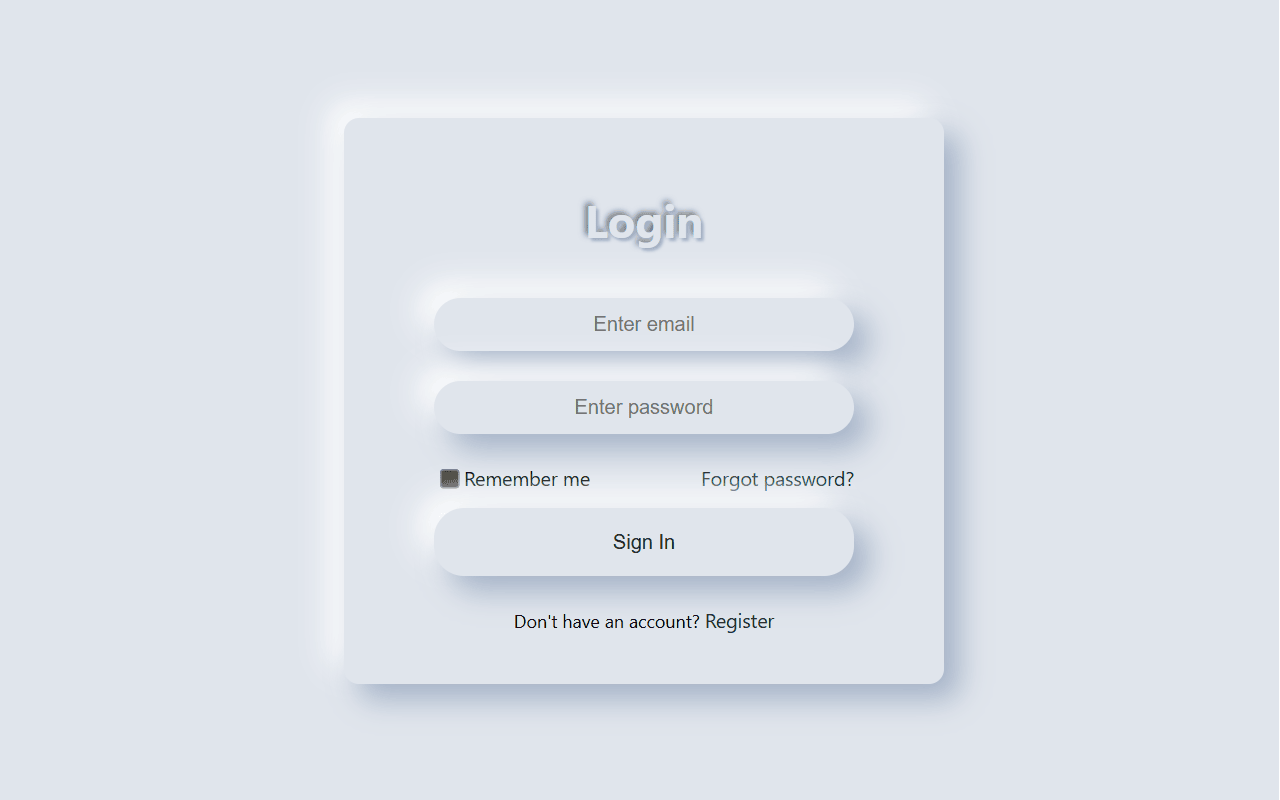 Login
Enter email
Enter password
Remember me Forgot password?
Sign In
Don't have an account? Register